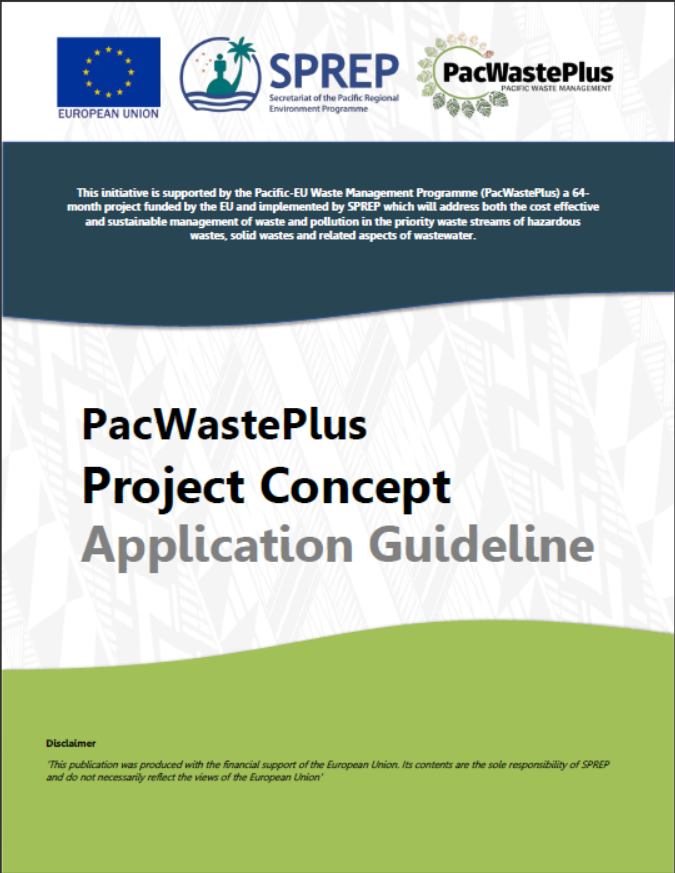 EUROPEAN UNION
SPREP
Secretariat of the Pacific Regional
Environment Programme
PacWastePlus
PACIFIC WASTE MANAGEMENT
This initiative is supported by the Pacific-EU Waste Management Programme (PacWastePlus) a 64-
month project funded by the EU and implemented by SPREP which will address both the cost effective
and sustainable management of waste and pollution in the priority waste streams of hazardous
wastes, solid wastes and related aspects of wastewater.
PacWastePlus
Project Concept
Application Guideline
Disclaimer
'This publication was produced with the financial support of the European Union. Its contents are the sole responsibility of SPREP
and do not necessarily reflect the views of the European Union'